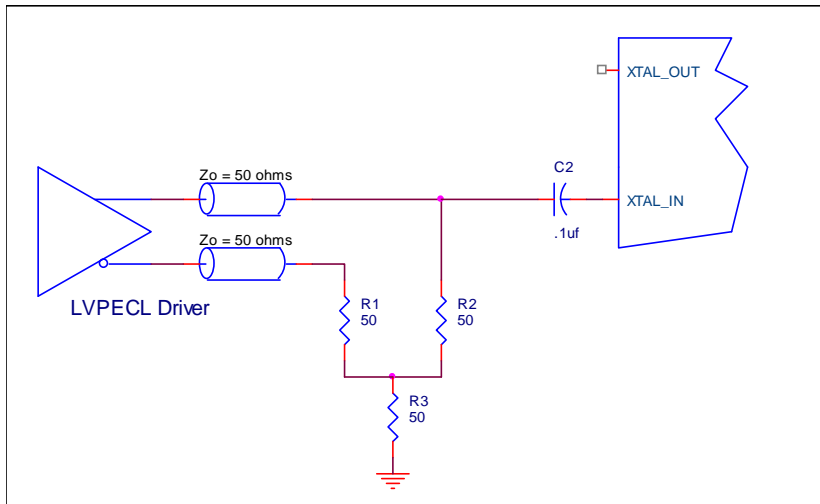 XTAL_OUT
C2
Zo = 50 ohms
XTAL_IN
.1uf
Zo = 50 ohms
LVPECL Driver
R1
50
R2
50
R3
50